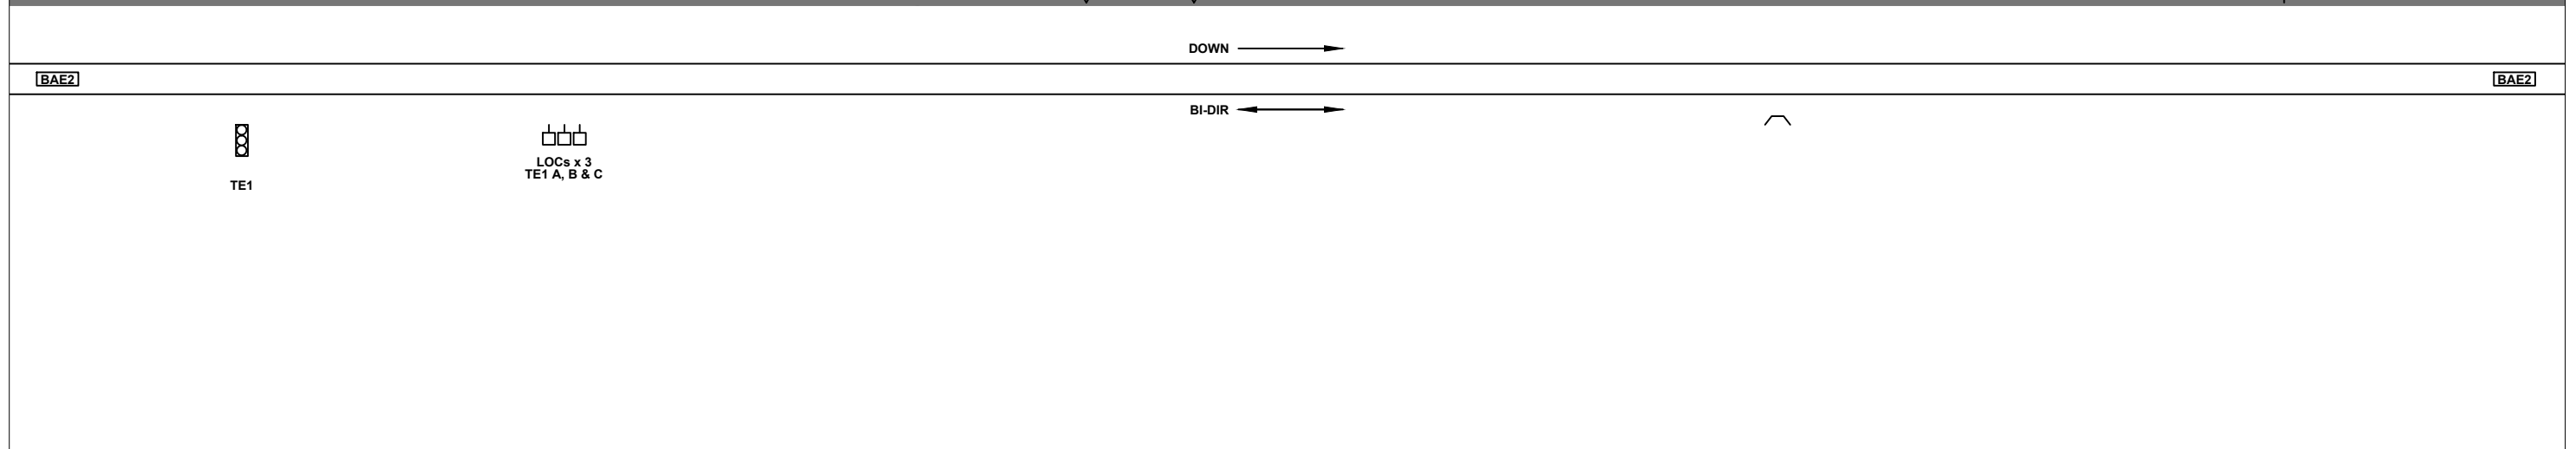 DOWN
BAE2
BAE2
BI-DIR
LOCs x 3
TE1 A, B & C
TE1